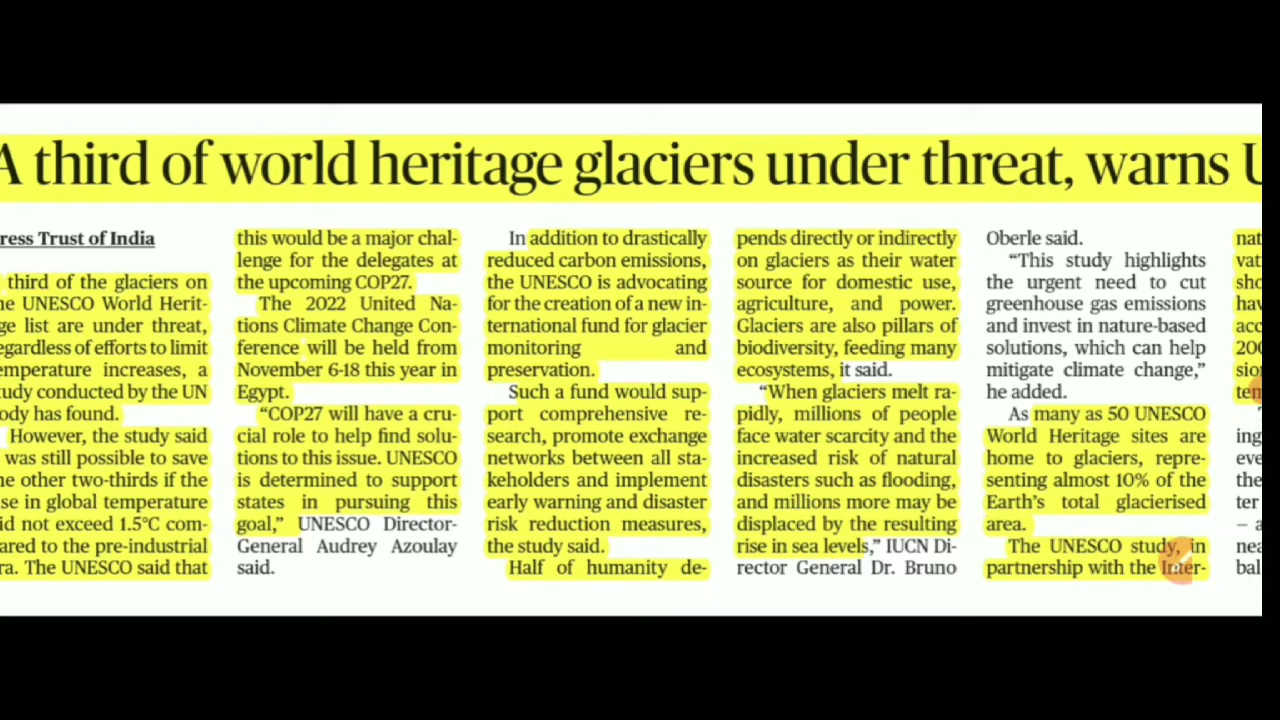 A third of world heritage glaciers under threat, warns U
ress Trust of India
third of the glaciers on
he UNESCO World Herit-
ge list are under threat,
egardless of efforts to limit
emperature increases, a
tudy conducted by the UN
ody has found.
However, the study said
was still possible to save
he other two-thirds if the
se in global temperature
id not exceed 1.5°C com-
ared to the pre-industrial
ra. The UNESCO said that
this would be a major chal-
lenge for the delegates at
the upcoming COP27.
The 2022 United Na-
tions Climate Change Con-
ference will be held from
November 6-18 this year in
Egypt.
“COP27 will have a cru-
cial role to help find solu-
tions to this issue. UNESCO
is determined to support
states in pursuing this
goal,” UNESCO Director-
General Audrey Azoulay
said.
In addition to drastically
reduced carbon emissions,
the UNESCO is advocating
for the creation of a new in-
ternational fund for glacier
monitoring and
preservation.
Such a fund would sup-
port comprehensive re-
search, promote exchange
networks between all sta-
keholders and implement
early warning and disaster
risk reduction measures,
the study said.
Half of humanity de-
pends directly or indirectly
on glaciers as their water
source for domestic use,
agriculture, and power.
Glaciers are also pillars of
biodiversity, feeding many
ecosystems, it said.
“When glaciers melt ra-
pidly, millions of people
face water scarcity and the
increased risk of natural
disasters such as flooding,
and millions more may be
displaced by the resulting
rise in sea levels,” IUCN Di-
rector General Dr. Bruno
Oberle said.
“This study highlights
the urgent need to cut
greenhouse gas emissions
and invest in nature-based
solutions, which can help
mitigate climate change,”
he added.
As many as 50 UNESCO
World Heritage sites are
home to glaciers, repre-
senting almost 10% of the
Earth’s total glacierised
area.
The UNESCO study, in
partnership with the Inter-
nat
vat
sho
hav
acc
200
sion
tem
ing
eve
the
ter
– a
nea
bal